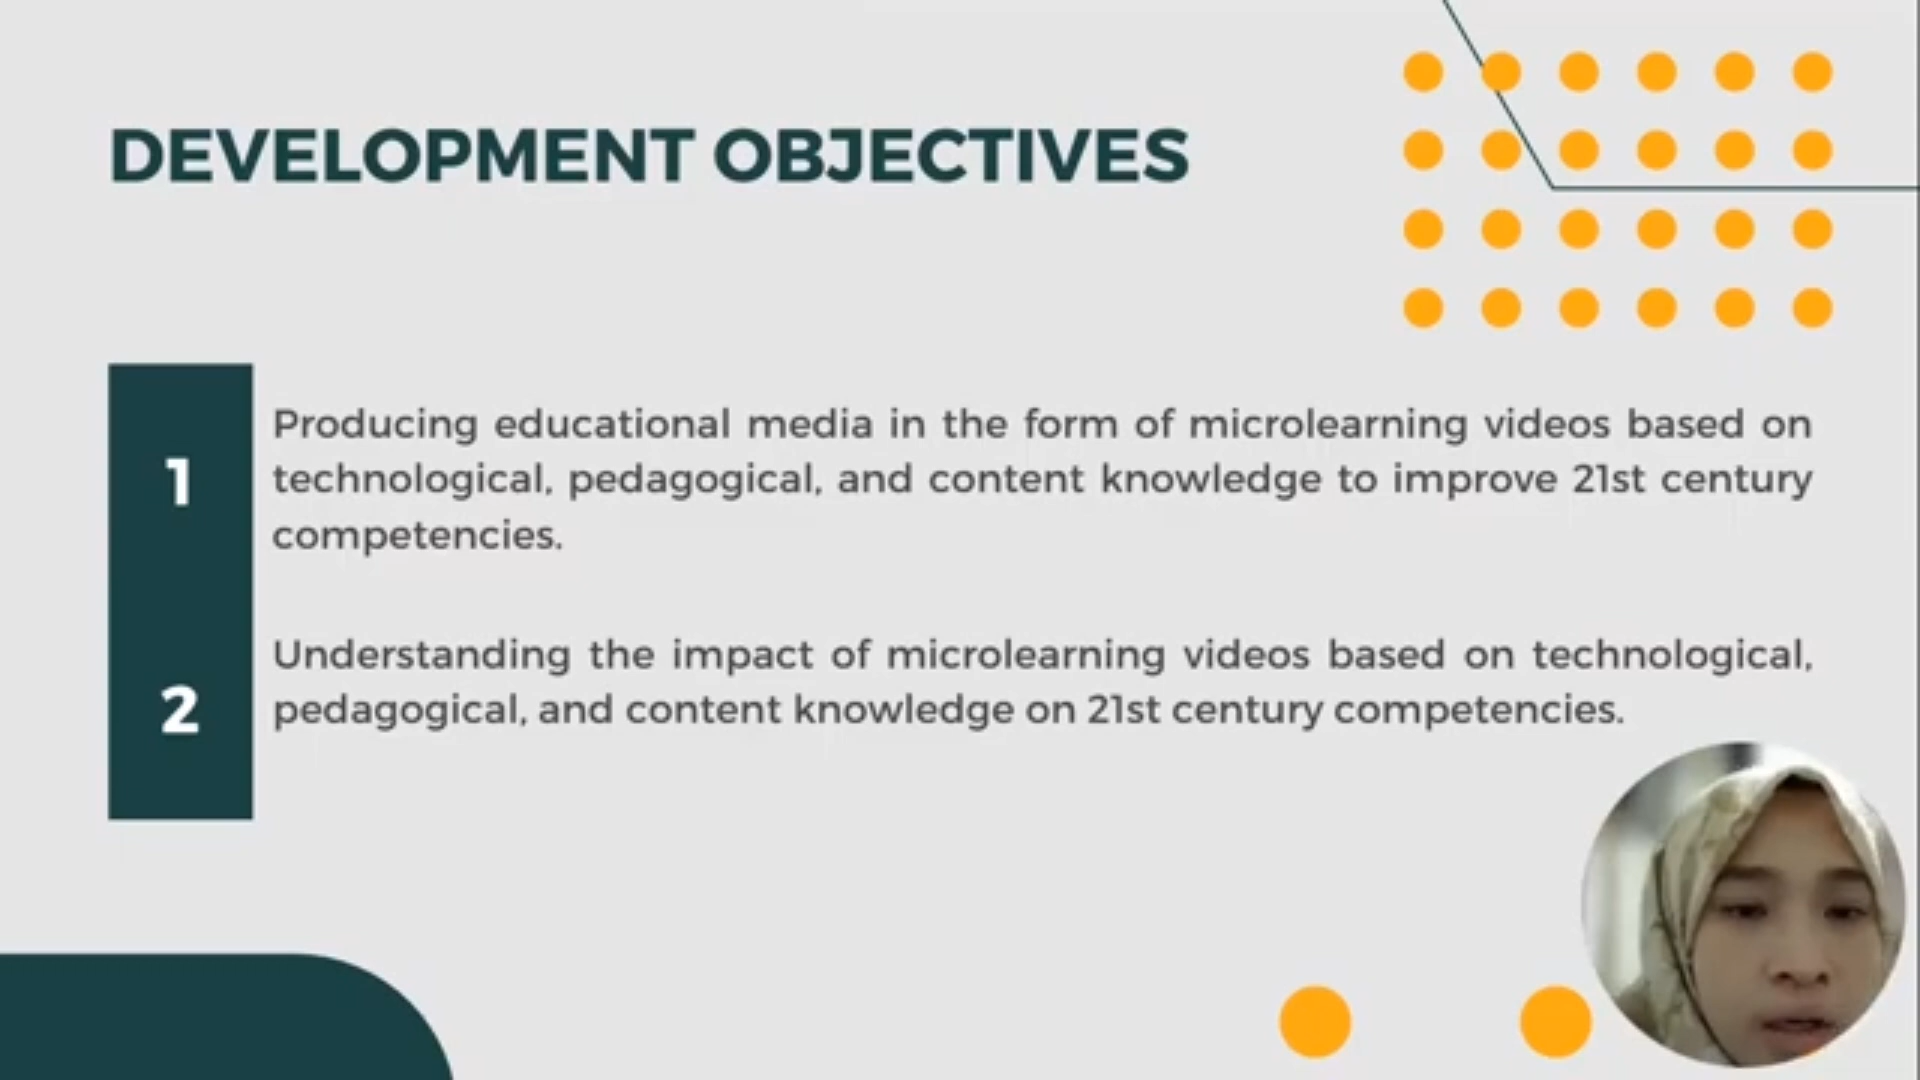 DEVELOPMENT OBJECTIVES
1
Producing educational media in the form of microlearning videos based on
technological, pedagogical, and content knowledge to improve 21st century
competencies.
2
Understanding the impact of microlearning videos based on technological,
pedagogical, and content knowledge on 21st century competencies.